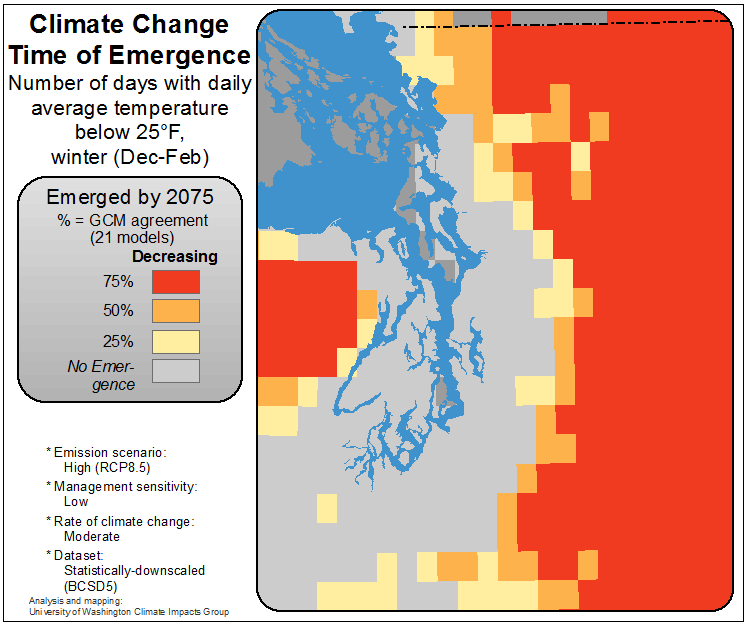 Climate Change
Time of Emergence
Number of days with daily
average temperature
below 25°F,
winter (Dec-Feb)
Emerged by 2075
% = GCM agreement
(21 models)
Decreasing
75%
50%
25%
No Emer-
gence
* Emission scenario:
High (RCP8.5)
* Management sensitivity:
Low
* Rate of climate change:
Moderate
* Dataset:
Statistically-downscaled
(BCSD5)
Analysis and mapping:
University of Washington Climate Impacts Group